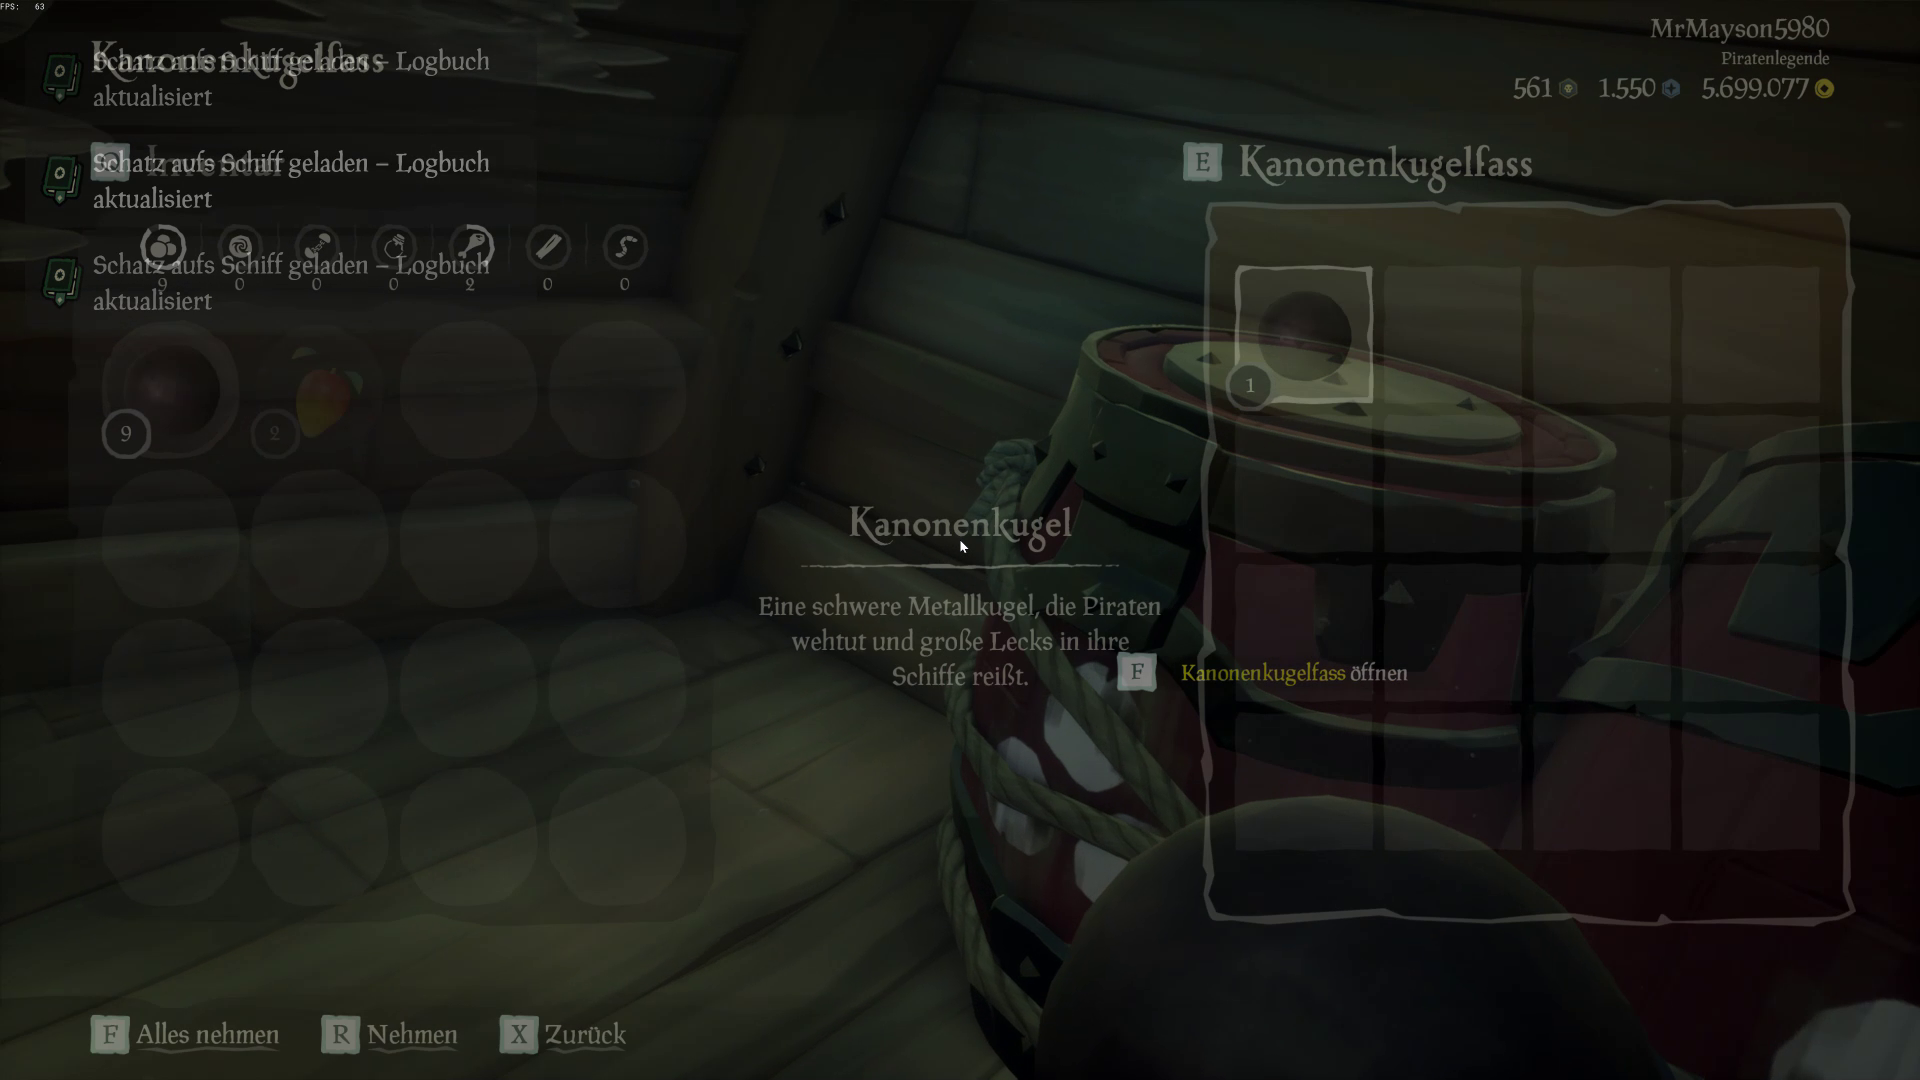 FPS: 63
Kanonenkugelfass
Schatz aufs Schiff geladen – Logbuch
aktualisiert
Inventar
Schatz aufs Schiff geladen – Logbuch
aktualisiert
Schatz aufs Schiff geladen – Logbuch
aktualisiert
9 0 0 0 2 0 0
9 2
MrMayson5980
Piratenlegende
561 1.550 5.699.077
E Kanonenkugelfass
1
Kanonenkugel
Eine schwere Metallkugel, die Piraten
wehtut und große Lecks in ihre
Schiffe reißt.
F Kanonenkugelfass öffnen
F Alles nehmen R Nehmen X Zurück